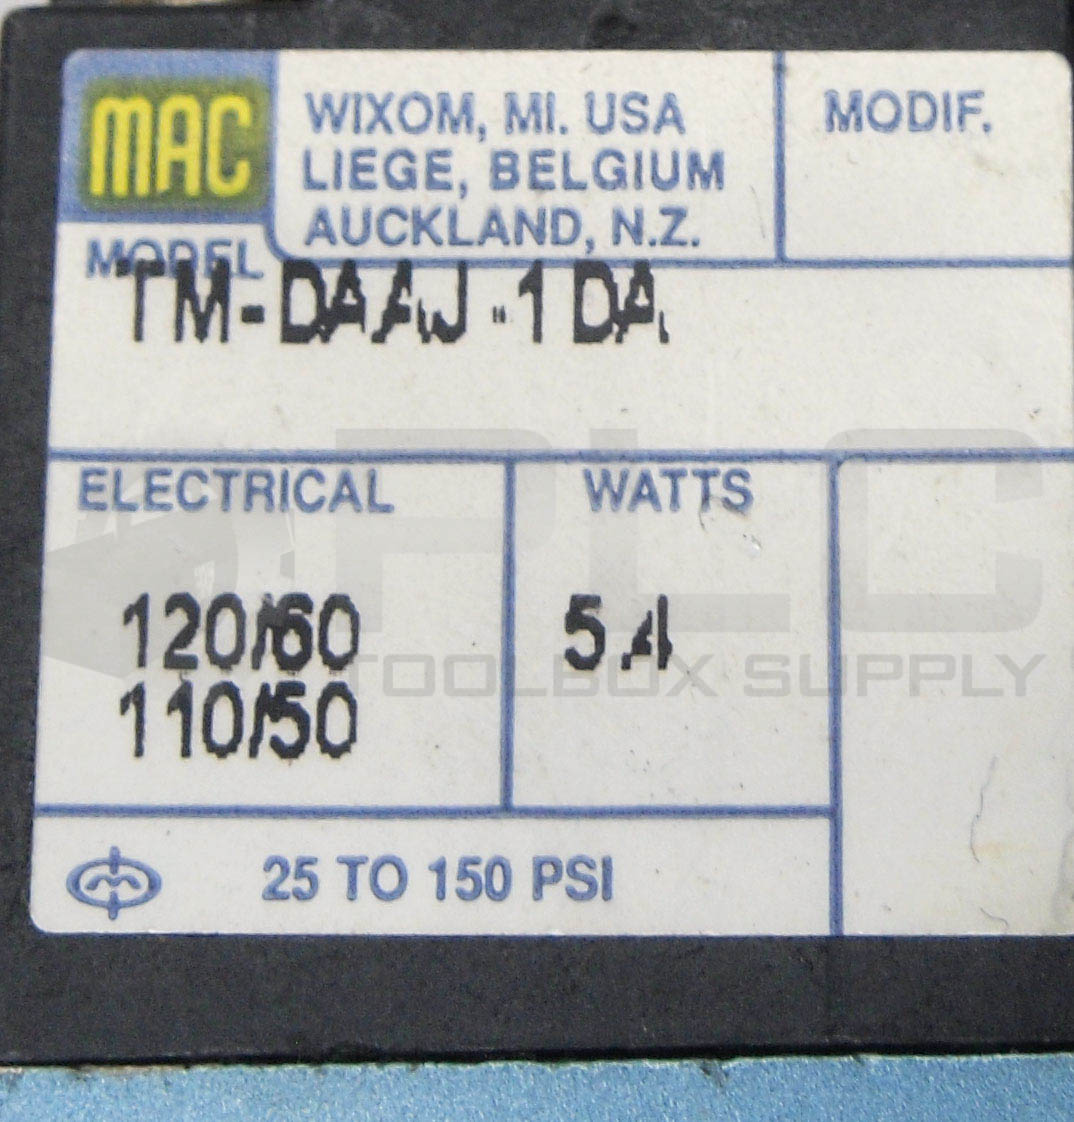 MAC
WIXOM, MI. USA
LIEGE, BELGIUM
AUCKLAND, N.Z.
MODIF.
MODEL
TM-DAAJ-1DA
ELECTRICAL
WATTS
120/60
5.4
110/50
25 TO 150 PSI
PLC
TOOLBOX SUPPLY